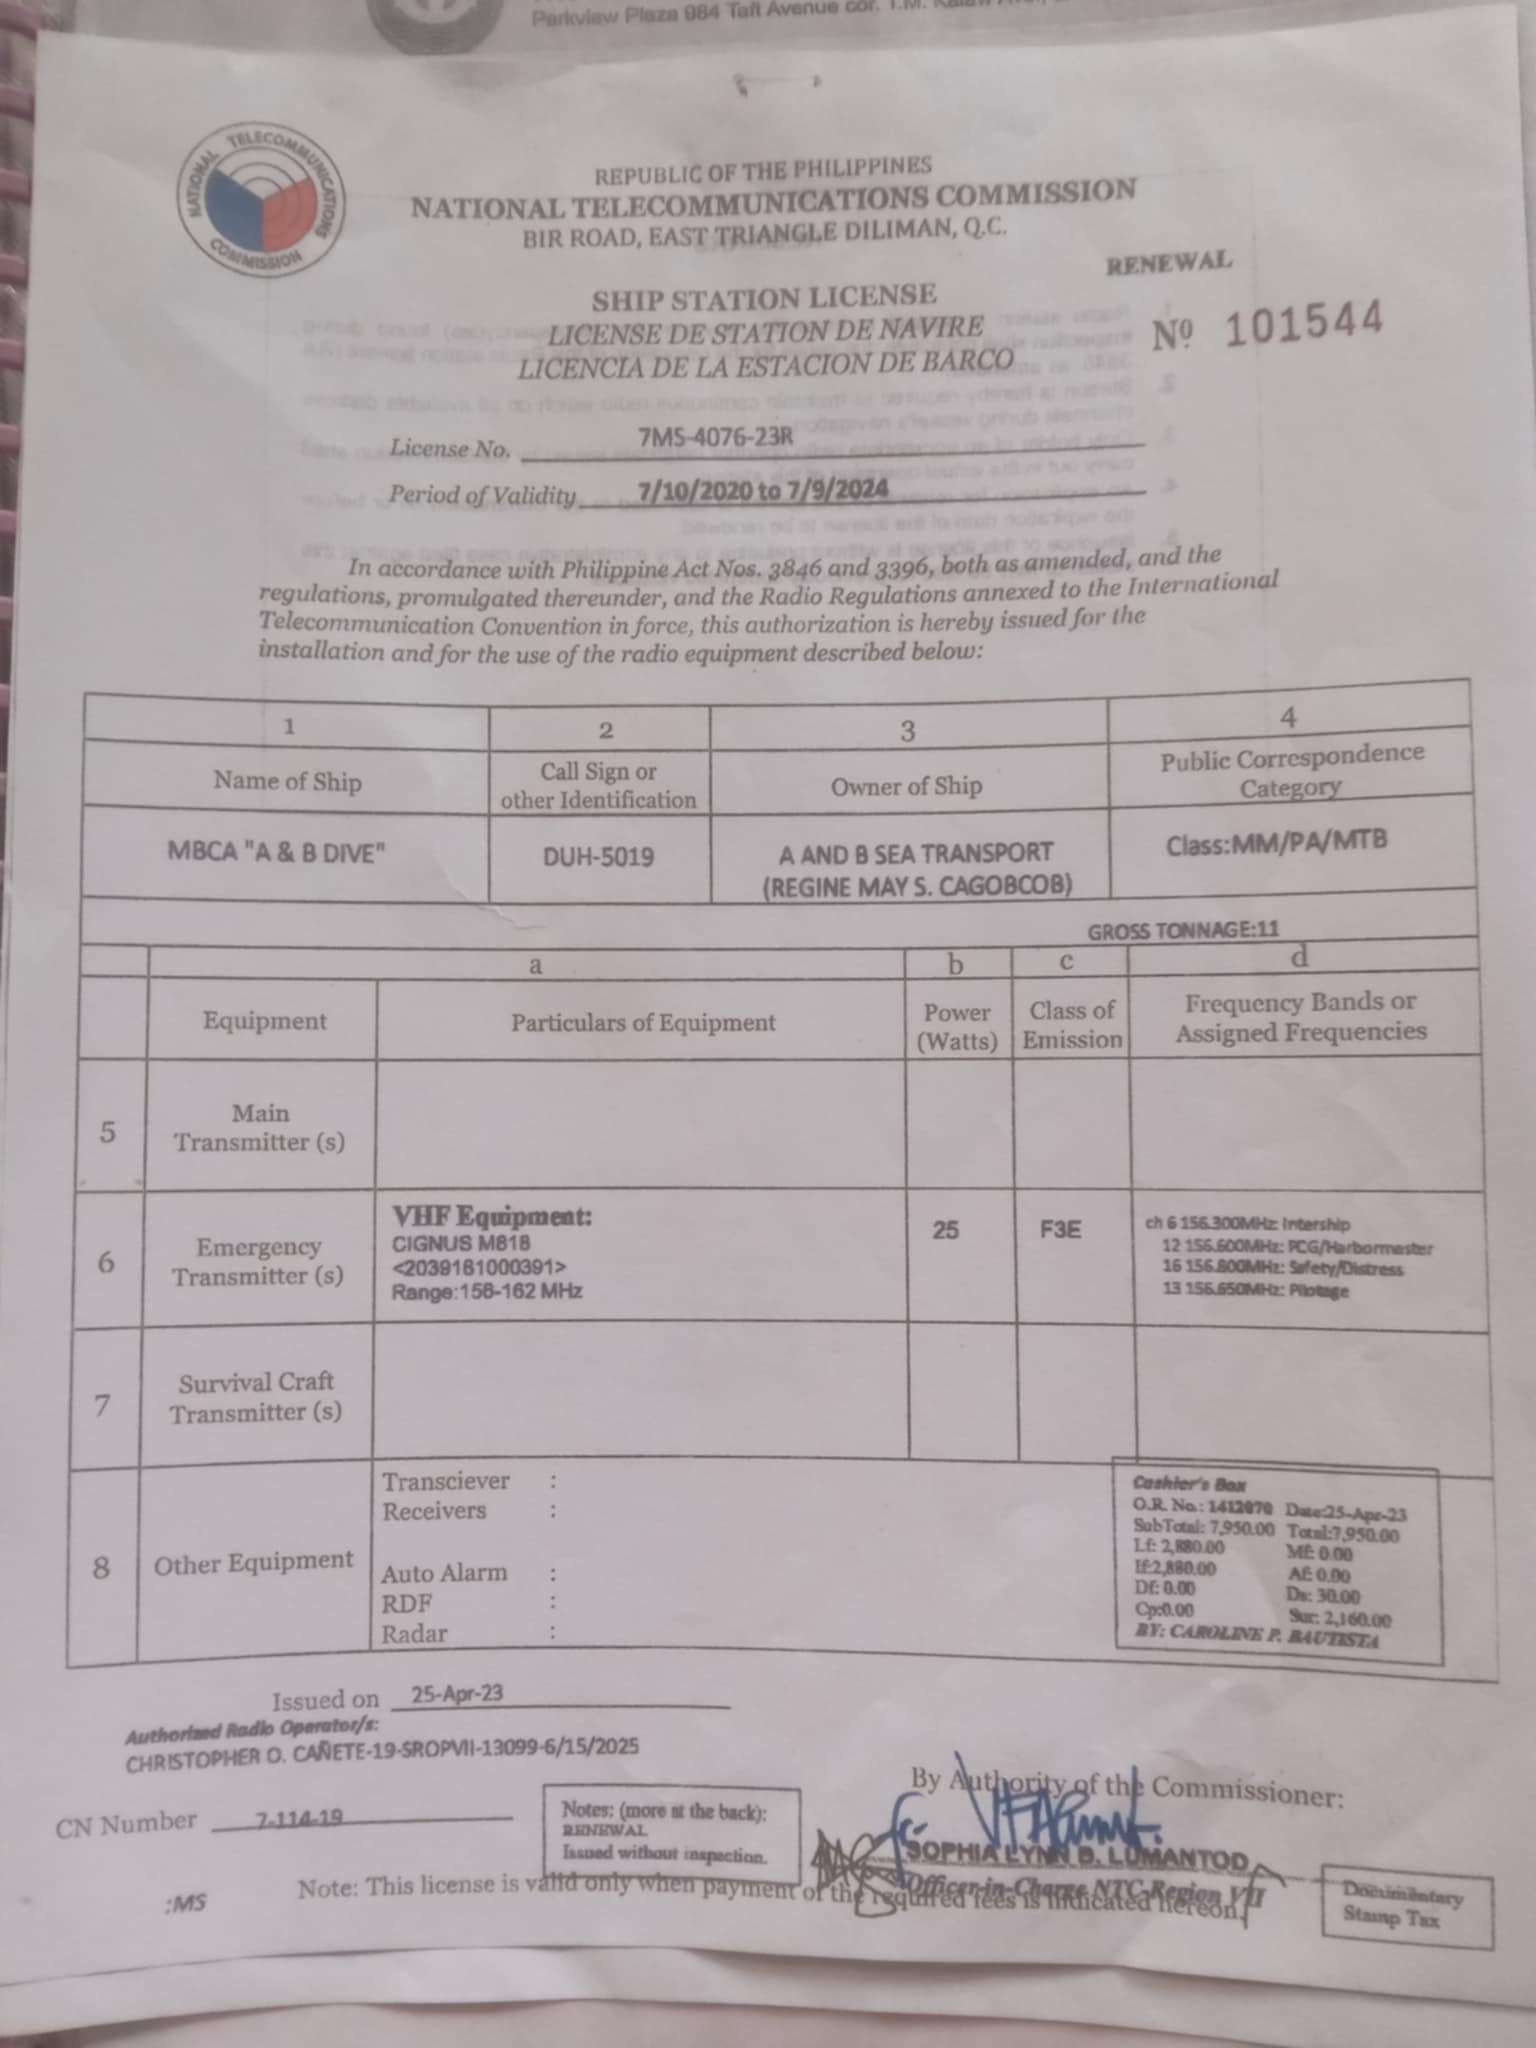 Parkview Plaza 984 Taft Avenue cor. T.M.
NATIONAL TELECOMMUNICATIONS COMMISSION
REPUBLIC OF THE PHILIPPINES
NATIONAL TELECOMMUNICATIONS COMMISSION
BIR ROAD, EAST TRIANGLE DILIMAN, Q.C.
RENEWAL
SHIP STATION LICENSE
LICENSE DE STATION DE NAVIRE
LICENCIA DE LA ESTACION DE BARCO
Nº 101544
License No. 7MS-4076-23R
Period of Validity 7/10/2020 to 7/9/2024
In accordance with Philippine Act Nos. 3846 and 3396, both as amended, and the
regulations, promulgated thereunder, and the Radio Regulations annexed to the International
Telecommunication Convention in force, this authorization is hereby issued for the
installation and for the use of the radio equipment described below:
1 2 3 4
Name of Ship
Call Sign or
other Identification
Owner of Ship
Public Correspondence
Category
MBCA "A & B DIVE"
DUH-5019
A AND B SEA TRANSPORT
(REGINE MAY S. CAGOBCOB)
Class:MM/PA/MTB
GROSS TONNAGE:11
a b c d
Equipment
Particulars of Equipment
Power
(Watts)
Class of
Emission
Frequency Bands or
Assigned Frequencies
5
Main
Transmitter (s)
6
Emergency
Transmitter (s)
VHF Equipment:
CIGNUS M818
<2039181000391>
Range:156-162 MHz
25
F3E
ch 6 156.300MHz: Intership
12 156.600MHz: PCG/Harbormaster
16 156.800MHz: Safety/Distress
13 156.650MHz: Pilotage
7
Survival Craft
Transmitter (s)
8
Other Equipment
Transciever :
Receivers :
Auto Alarm :
RDF :
Radar :
Cashier's Box
O.R. No.: 1412070 Date:25-Apr-23
SubTotal: 7,950.00 Total:7,950.00
Lf: 2,880.00 Mf: 0.00
If:2,880.00 Af: 0.00
Df: 0.00 Ds: 30.00
Cp:0.00 Sur: 2,160.00
BY: CAROLINE P. BAUTISTA
Issued on 25-Apr-23
Authorized Radio Operator/s:
CHRISTOPHER O. CAÑETE-19-SROPVII-13099-6/15/2025
By Authority of the Commissioner:
CN Number 7-114-19
Notes: (more at the back):
RENEWAL
Issued without inspection.
SOPHIA LYNN B. LUMANTOD
Officer-in-Charge NTC-Region VII
:MS
Note: This license is valid only when payment of the required fees is indicated hereon.
Documentary
Stamp Tax